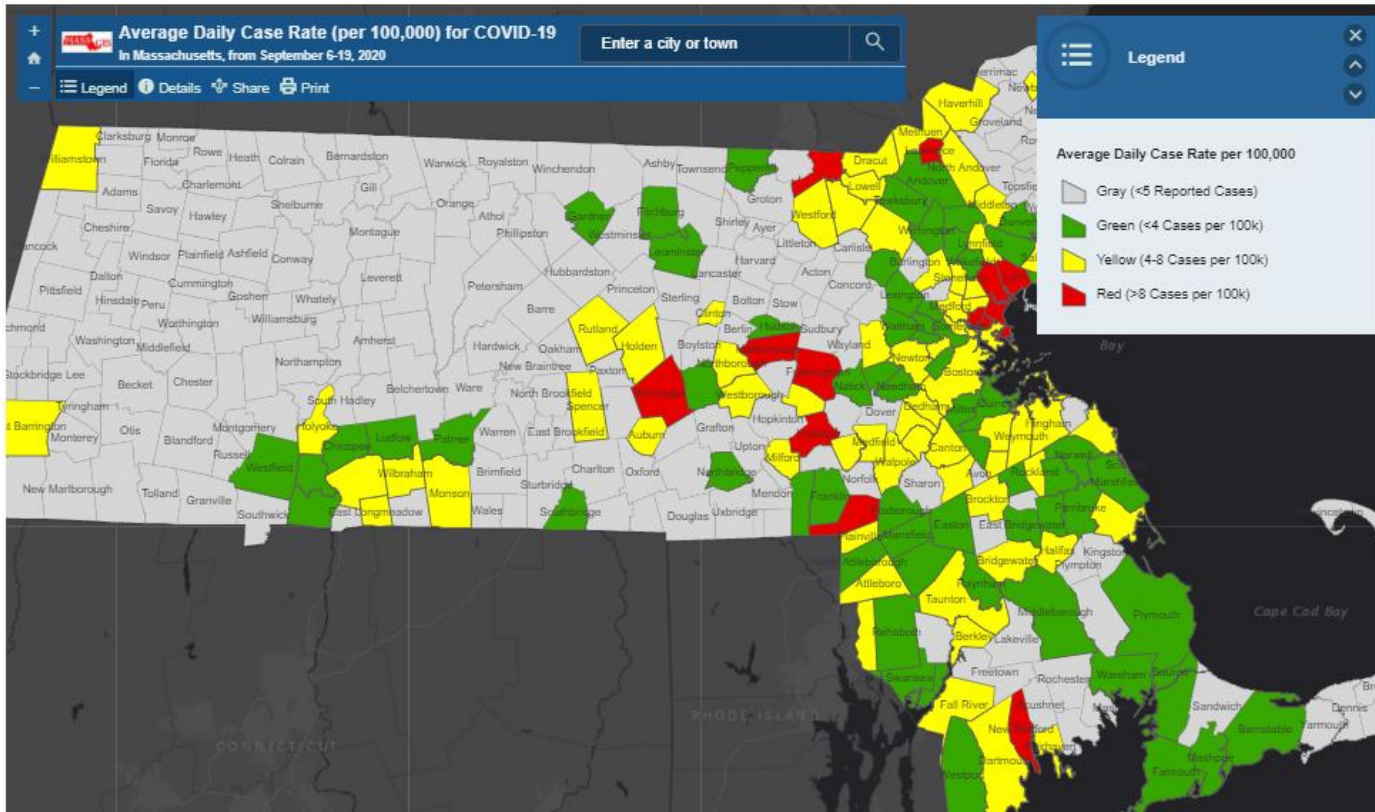 Average Daily Case Rate (per 100,000) for COVID-19
In Massachusetts, from September 6-19, 2020
Enter a city or town
Legend Details Share Print
Legend
Average Daily Case Rate per 100,000
Gray (<5 Reported Cases)
Green (<4 Cases per 100k)
Yellow (4-8 Cases per 100k)
Red (>8 Cases per 100k)
Merrimac
Haverhill
Groveland
Methuen
Clarksburg Monroe
Rowe Heath Colrain Bernardston
Warwick Royalston
Winchendon
Ashby
Townsend
Pepperell
Dracut
North Andover
Florida
Adams
Charlemont
Savoy Hawley
Shelburne
Gill
Orange
Athol
Phillipston
Gardner
Westminster
Fitchburg
Leominster
Shirley Ayer
Groton
Westford
Lowell
Tewksbury
Andover
Middleton
Wilmington
Lynnfield
Cheshire
Windsor Plainfield Ashfield
Conway
Montague
Leverett
Hubbardston
Princeton
Lancaster
Harvard
Littleton
Carlisle
Burlington
Acton
Concord
Lexington
Dalton
Pittsfield
Hinsdale Peru
Cummington
Goshen
Whately
Williamsburg
Worthington
Washington
Middlefield
Northampton
Amherst
Petersham
Barre
Sterling
Bolton
Stow
Clinton
Berlin
Hudson
Sudbury
Wayland
Waltham
Medford
Rutland
Holden
Boylston
Northborough
Newton
Boston
Stockbridge Lee
Becket
Chester
Hardwick
Oakham
Paxton
New Braintree
North Brookfield
Spencer
East Brookfield
Westborough
Natick
Needham
Dover
Dedham
Quincy
Tyringham
Monterey
Otis
Blandford
Montgomery
Russell
South Hadley
Holyoke
Belchertown
Ware
Chicopee
Ludlow
Palmer
Warren
Auburn
Grafton
Hopkinton
Upton
Milford
Medfield
Walpole
Canton
Weymouth
Hingham
Westfield
Wilbraham
Brimfield
Sturbridge
Charlton
Oxford
Northbridge
Mendon
Norfolk
Sharon
Avon
Rockland
Norwell
New Marlborough
Tolland
Granville
Southwick
East Longmeadow
Monson
Wales
Southbridge
Douglas
Uxbridge
Franklin
Foxborough
Brockton
Marshfield
Pembroke
Plainville
Mansfield
Easton
East Bridgewater
Attleboro
Bridgewater
Halifax
Kingston
Plympton
Taunton
Raynham
Middleborough
Plymouth
Rehoboth
Berkley
Lakeville
Swansea
Freetown
Rochester
Wareham
Bourne
Sandwich
Fall River
Acushnet
New Bedford
Fairhaven
Dartmouth
Barnstable
Yarmouth
Dennis
Mashpee
Falmouth
Bay
Cape Cod Bay
RHODE ISLAND
CONNECTICUT